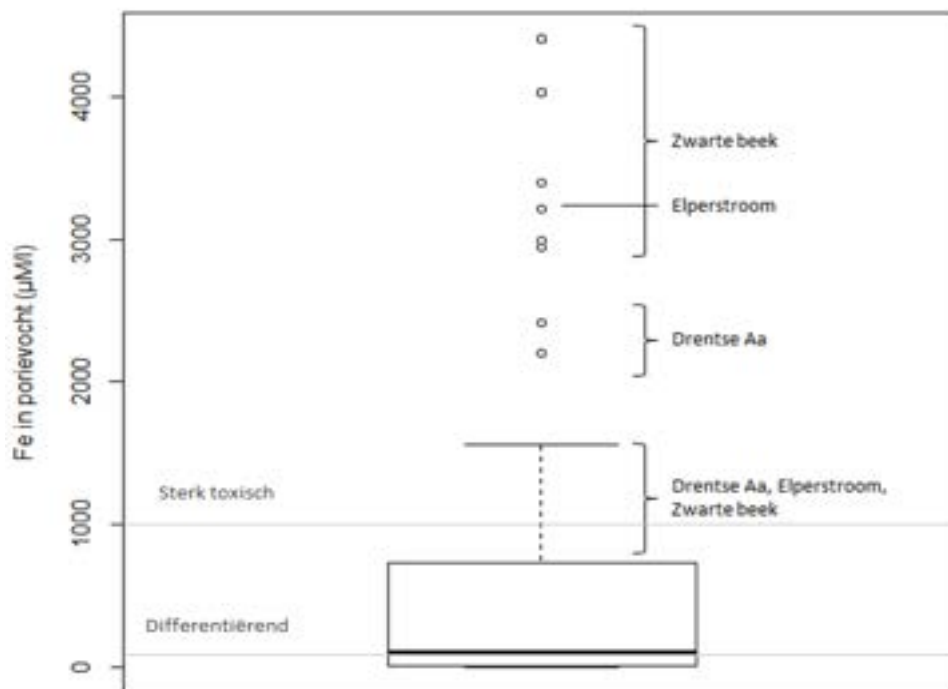 Fe in porievocht (µM/l)
4000
3000
2000
1000
0
Zwarte beek
Elperstroom
Drentse Aa
Sterk toxisch
Drentse Aa, Elperstroom,
Zwarte beek
Differentiërend